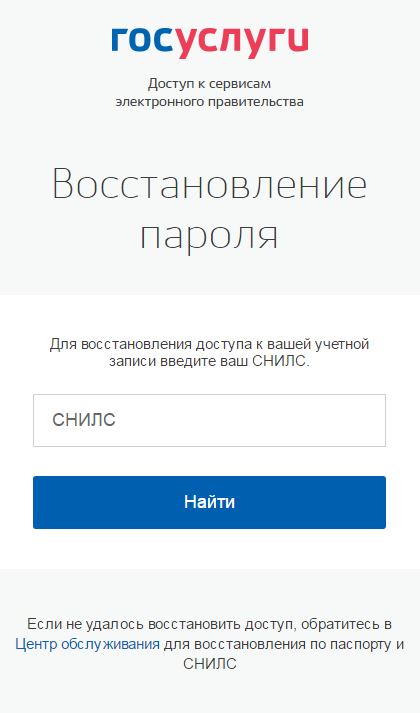 госуслуги
Доступ к сервисам
электронного правительства
Восстановление
пароля
Для восстановления доступа к вашей учетной
записи введите ваш СНИЛС.
СНИЛС
Найти
Если не удалось восстановить доступ, обратитесь в
Центр обслуживания для восстановления по паспорту и
СНИЛС